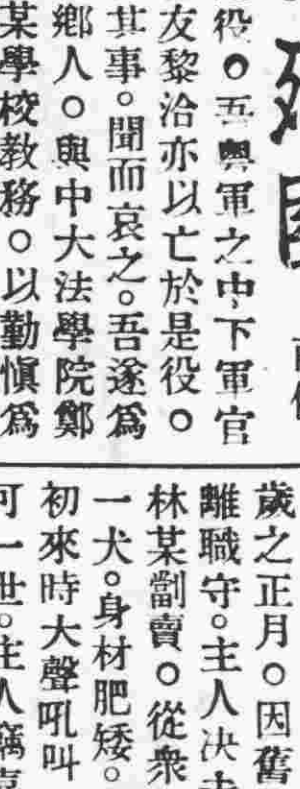 役。吾粵軍之中下軍官
友黎洽亦以亡於是役。
其事。聞而哀之。吾遂爲
鄉人。與中大法學院鄭
某學校教務。以勤愼爲
歲之正月。因舊
離職守。主人决
林某劏賣。從衆
一犬。身材肥矮。
初來時大聲吼叫
可一世。主人竊